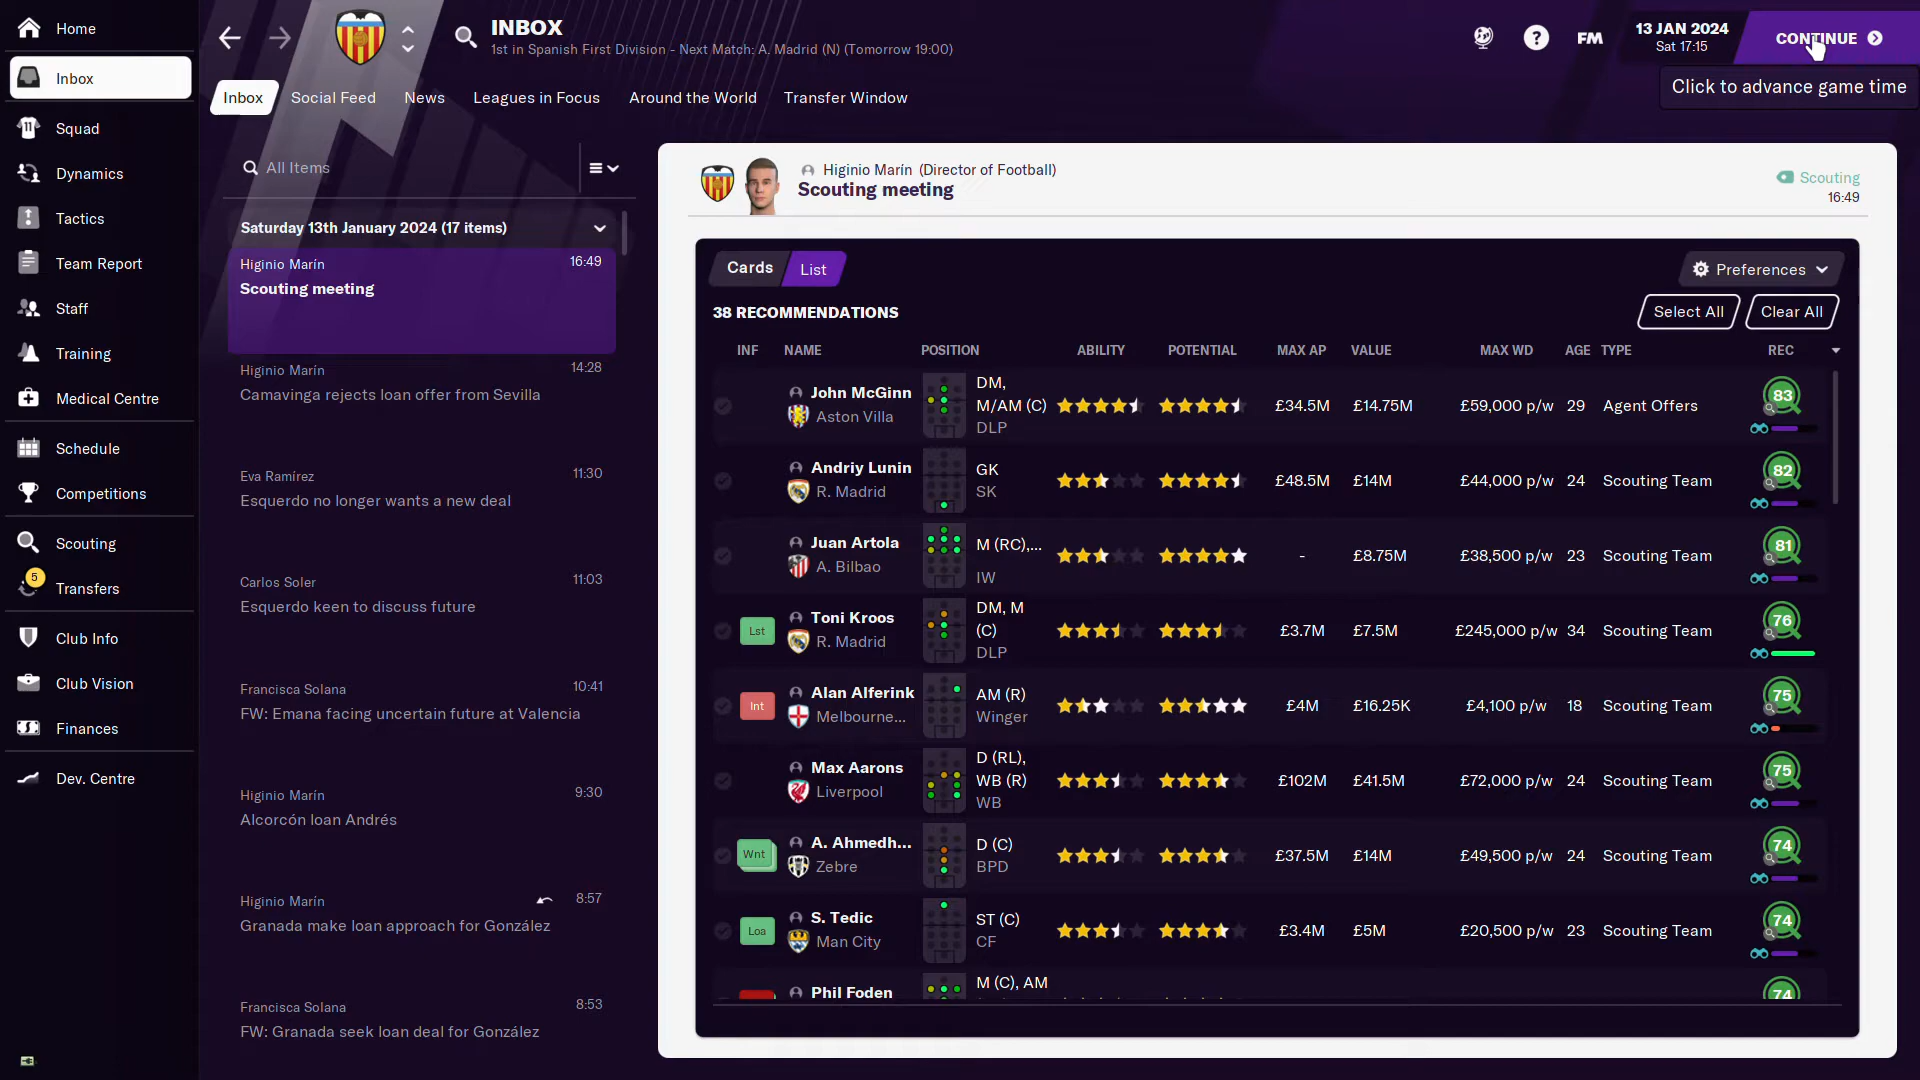 Home
Inbox
Squad
Dynamics
Tactics
Team Report
Staff
Training
Medical Centre
Schedule
Competitions
Scouting
5
Transfers
Club Info
Club Vision
Finances
Dev. Centre
INBOX
1st in Spanish First Division - Next Match: A. Madrid (N) (Tomorrow 19:00)
?
FM
13 JAN 2024
Sat 17:15
CONTINUE
Click to advance game time
Inbox Social Feed News Leagues in Focus Around the World Transfer Window
All Items
Saturday 13th January 2024 (17 items)
Higinio Marín 16:49
Scouting meeting
Higinio Marín 14:28
Camavinga rejects loan offer from Sevilla
Eva Ramírez 11:30
Esquerdo no longer wants a new deal
Carlos Soler 11:03
Esquerdo keen to discuss future
Francisca Solana 10:41
FW: Emana facing uncertain future at Valencia
Higinio Marín 9:30
Alcorcón loan Andrés
Higinio Marín 8:57
Granada make loan approach for González
Francisca Solana 8:53
FW: Granada seek loan deal for González
Higinio Marín (Director of Football)
Scouting meeting
Scouting
16:49
Cards List
Preferences
38 RECOMMENDATIONS
Select All Clear All
INF NAME POSITION ABILITY POTENTIAL MAX AP VALUE MAX WD AGE TYPE REC
John McGinn
Aston Villa
DM,
M/AM (C)
DLP
£34.5M £14.75M £59,000 p/w 29 Agent Offers 83
Andriy Lunin
R. Madrid
GK
SK
£48.5M £14M £44,000 p/w 24 Scouting Team 82
Juan Artola
A. Bilbao
M (RC),...
IW
- £8.75M £38,500 p/w 23 Scouting Team 81
Lst
Toni Kroos
R. Madrid
DM, M
(C)
DLP
£3.7M £7.5M £245,000 p/w 34 Scouting Team 76
Int
Alan Alferink
Melbourne...
AM (R)
Winger
£4M £16.25K £4,100 p/w 18 Scouting Team 75
Max Aarons
Liverpool
D (RL),
WB (R)
WB
£102M £41.5M £72,000 p/w 24 Scouting Team 75
Wnt
A. Ahmedh...
Zebre
D (C)
BPD
£37.5M £14M £49,500 p/w 24 Scouting Team 74
Loa
S. Tedic
Man City
ST (C)
CF
£3.4M £5M £20,500 p/w 23 Scouting Team 74
Phil Foden
M (C), AM
74